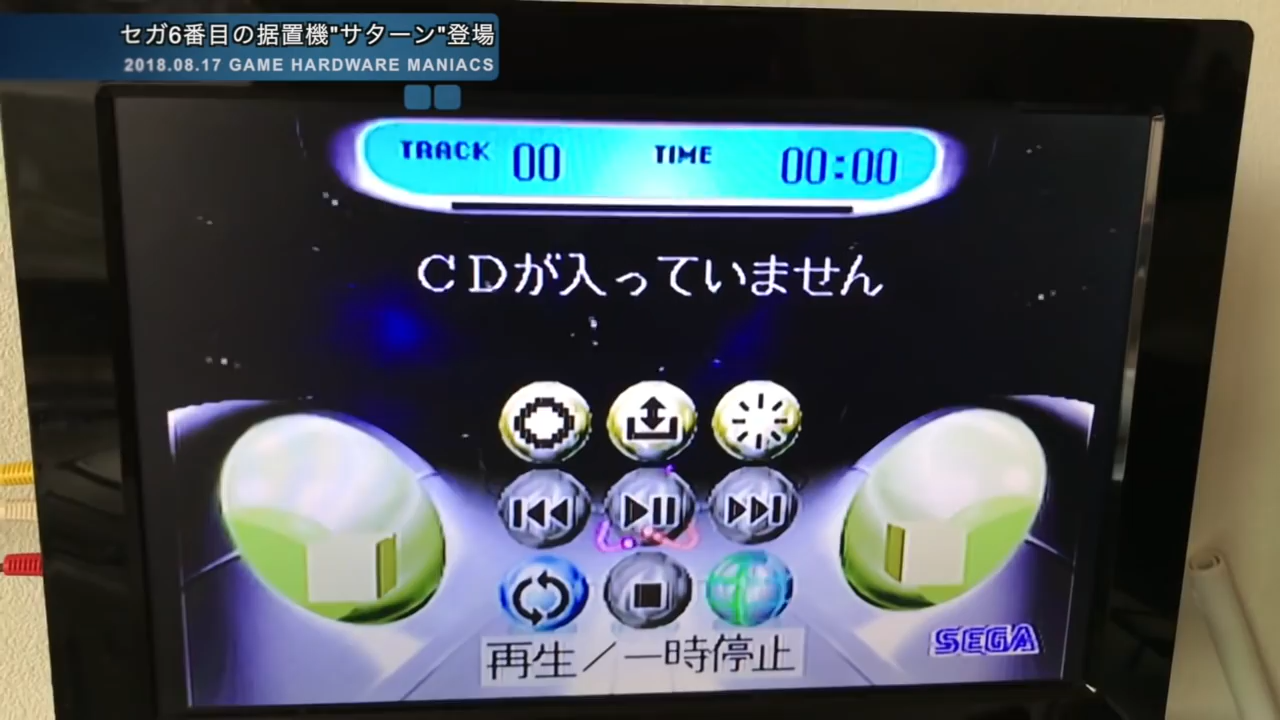 セガ6番目の据置機"サターン"登場
2018.08.17 GAME HARDWARE MANIACS
TRACK 00 TIME 00:00
CDが入っていません
再生/一時停止
SEGA